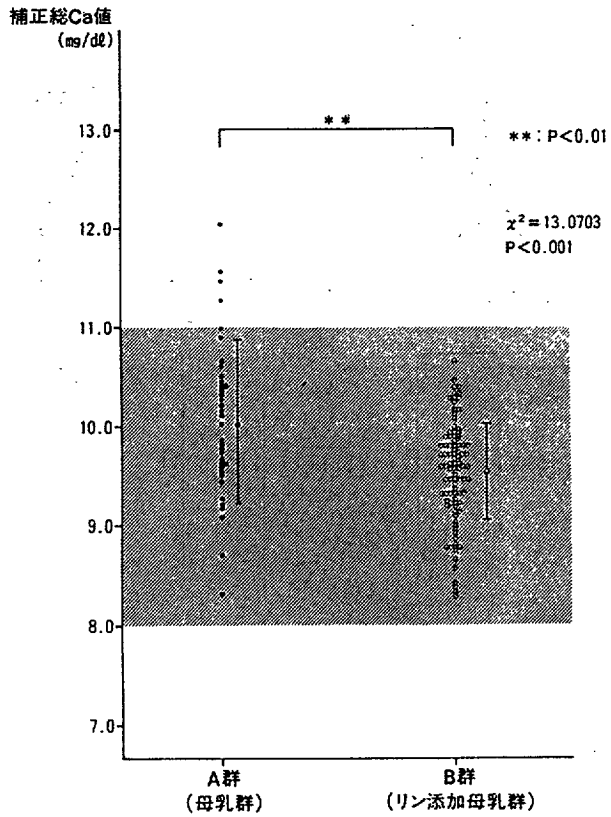 補正総Ca値
(mg/dl)
13.0
12.0
11.0
10.0
9.0
8.0
7.0
**
**：P<0.01
χ²=13.0703
P<0.001
A群
(母乳群)
B群
(リン添加母乳群)